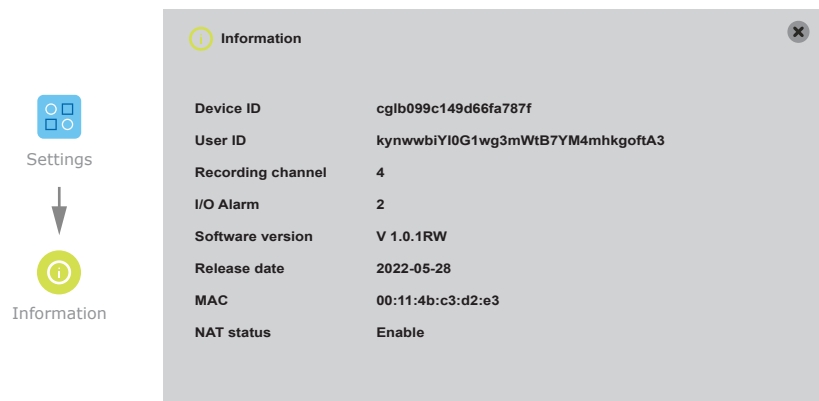 Settings
Information
Information
Device ID cglb099c149d66fa787f
User ID kynwwbiYI0G1wg3mWtB7YM4mhkgoftA3
Recording channel 4
I/O Alarm 2
Software version V 1.0.1RW
Release date 2022-05-28
MAC 00:11:4b:c3:d2:e3
NAT status Enable